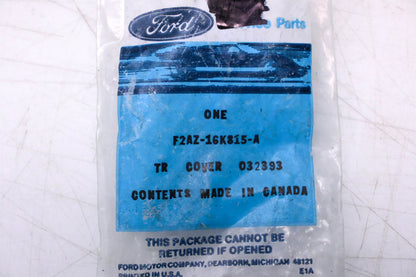 Ford Parts
ONE
F2AZ-16K815-A
TR COVER 032393
CONTENTS MADE IN CANADA
THIS PACKAGE CANNOT BE
RETURNED IF OPENED
FORD MOTOR COMPANY, DEARBORN, MICHIGAN 48121
PRINTED IN U.S.A. E1A